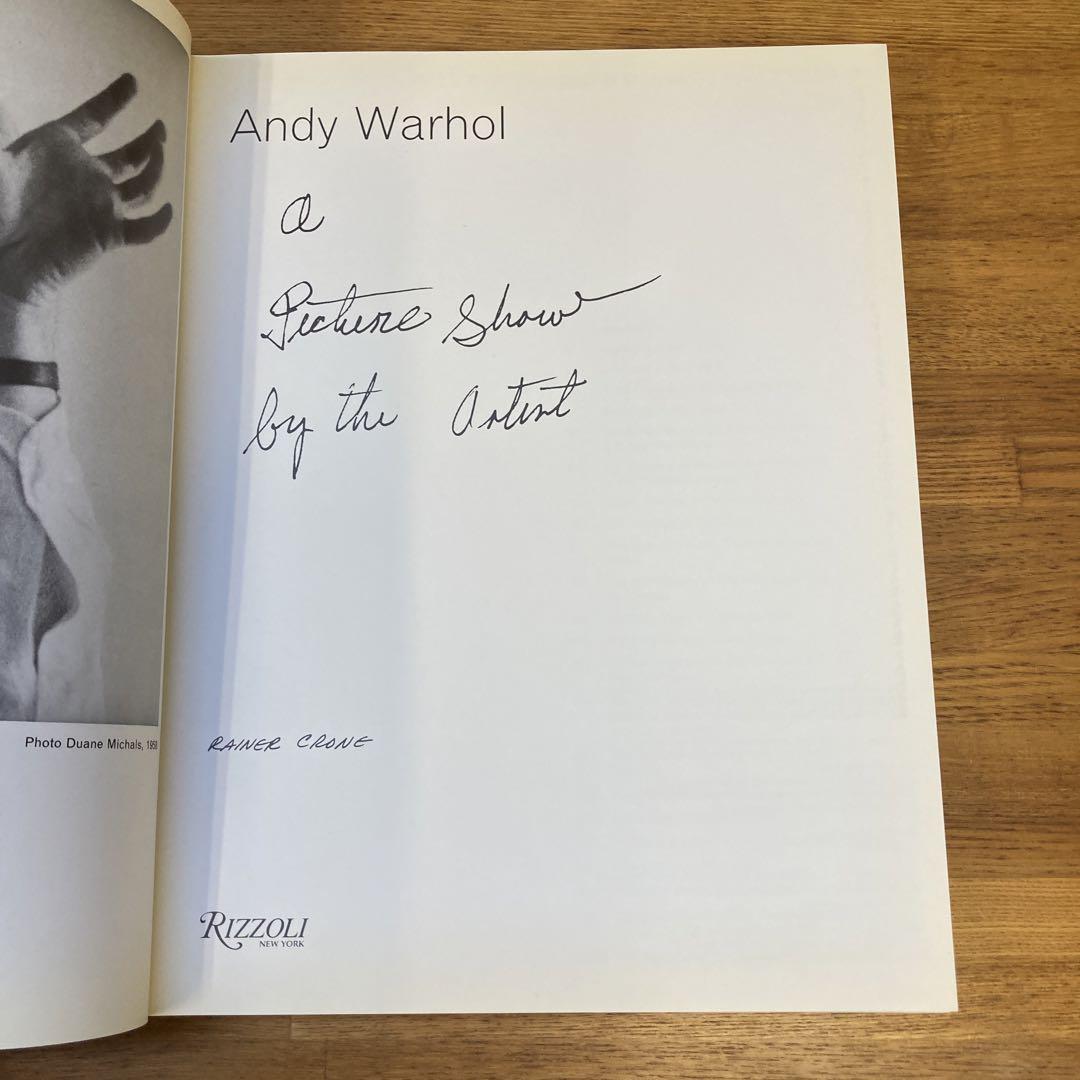 Andy Warhol
a
Picture Show
by the Artist
Photo Duane Michals, 1958
RAINER CRONE
RIZZOLI
NEW YORK